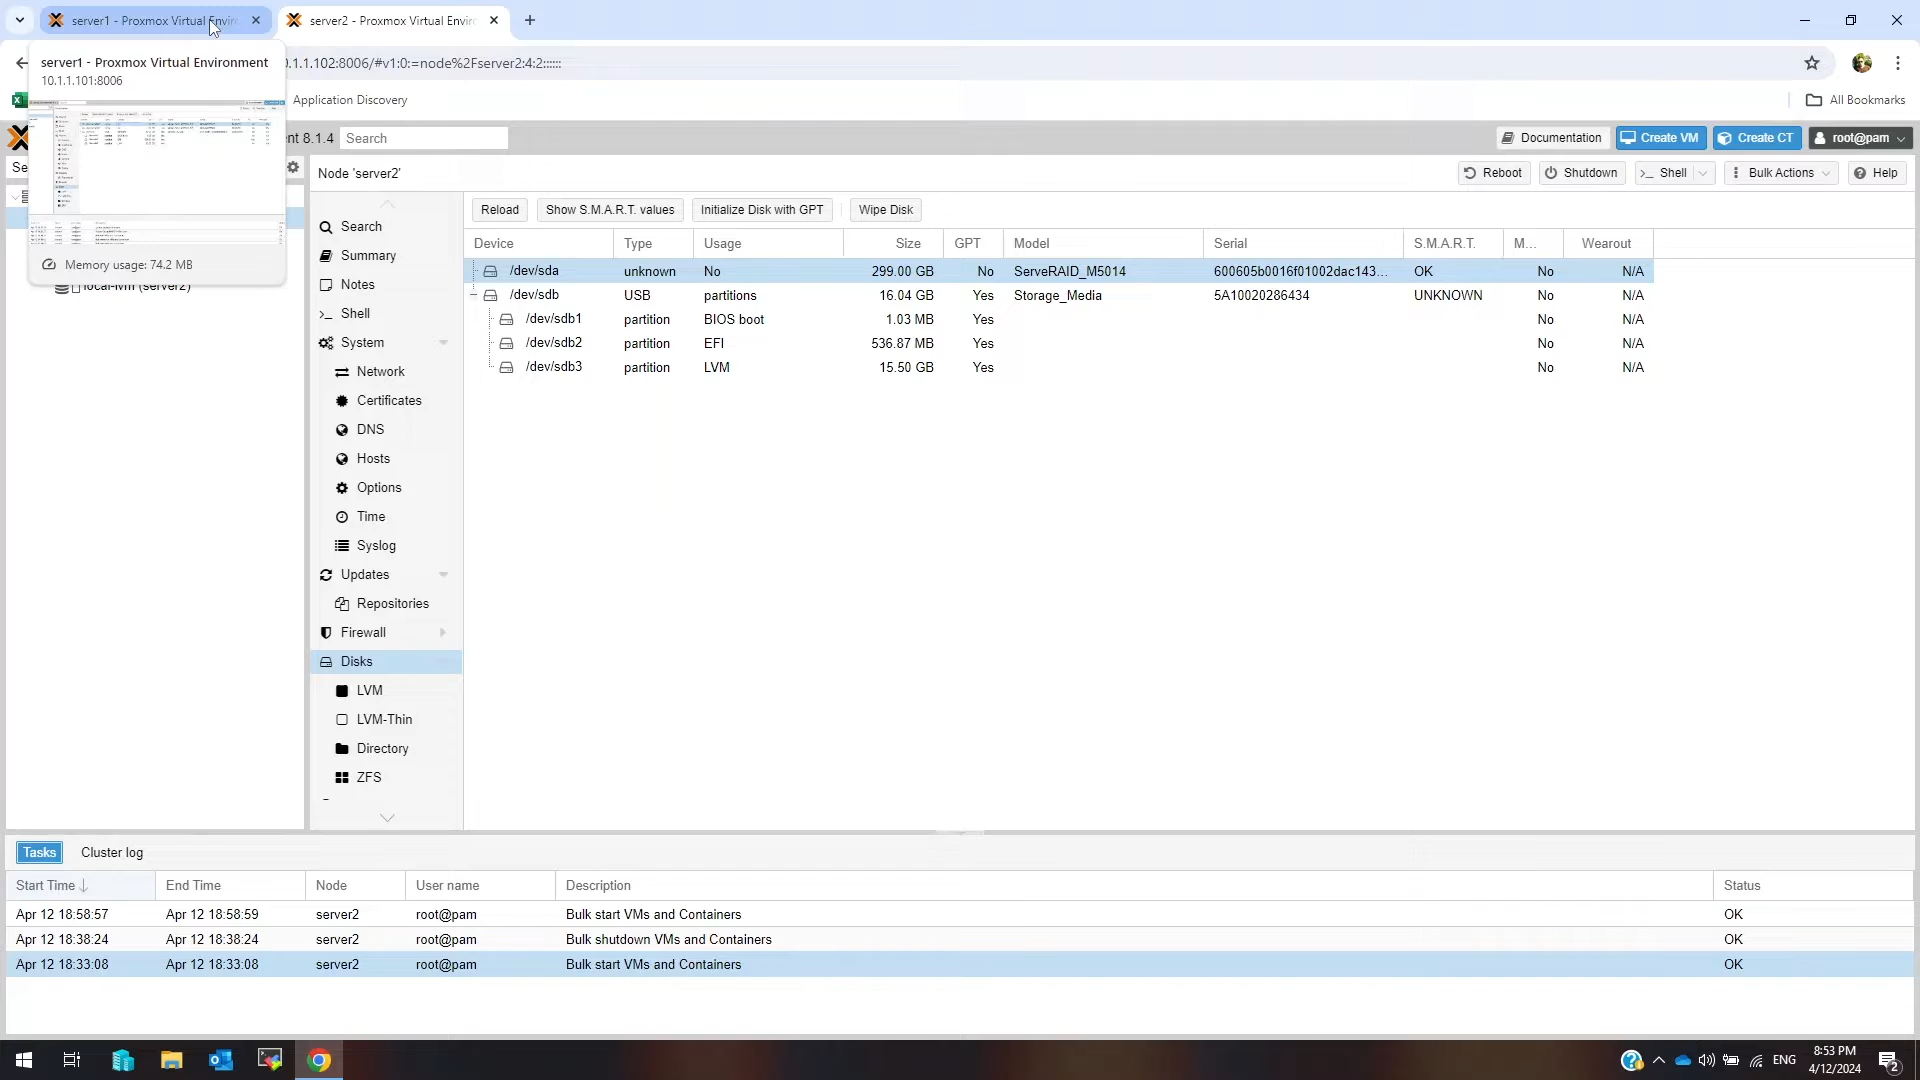 server1 - Proxmox Virtual Enviro
server2 - Proxmox Virtual Enviro
server1 - Proxmox Virtual Environment
10.1.1.101:8006
Memory usage: 74.2 MB
0.1.1.102:8006/#v1:0:=node%2Fserver2:4:2::::::
Application Discovery
All Bookmarks
ent 8.1.4
Search
Documentation
Create VM
Create CT
root@pam
Se
Node 'server2'
Reboot
Shutdown
Shell
Bulk Actions
Help
local-lvm (server2)
Search
Summary
Notes
Shell
System
Network
Certificates
DNS
Hosts
Options
Time
Syslog
Updates
Repositories
Firewall
Disks
LVM
LVM-Thin
Directory
ZFS
Reload
Show S.M.A.R.T. values
Initialize Disk with GPT
Wipe Disk
Device Type Usage Size GPT Model Serial S.M.A.R.T. M... Wearout
/dev/sda unknown No 299.00 GB No ServeRAID_M5014 600605b0016f01002dac143... OK No N/A
/dev/sdb USB partitions 16.04 GB Yes Storage_Media 5A10020286434 UNKNOWN No N/A
/dev/sdb1 partition BIOS boot 1.03 MB Yes No N/A
/dev/sdb2 partition EFI 536.87 MB Yes No N/A
/dev/sdb3 partition LVM 15.50 GB Yes No N/A
Tasks
Cluster log
Start Time End Time Node User name Description Status
Apr 12 18:58:57 Apr 12 18:58:59 server2 root@pam Bulk start VMs and Containers OK
Apr 12 18:38:24 Apr 12 18:38:24 server2 root@pam Bulk shutdown VMs and Containers OK
Apr 12 18:33:08 Apr 12 18:33:08 server2 root@pam Bulk start VMs and Containers OK
ENG
8:53 PM
4/12/2024
2